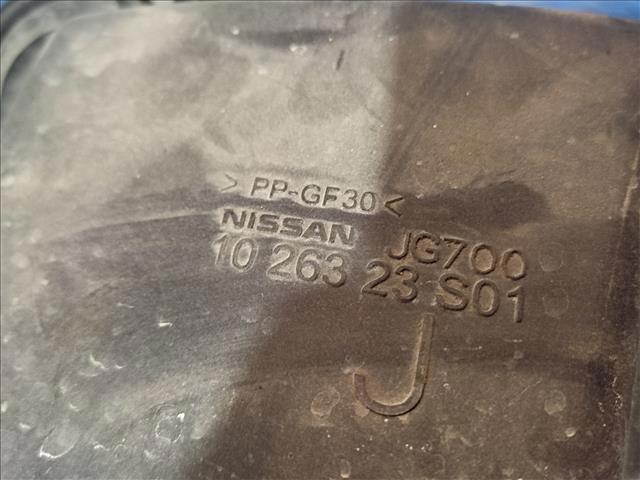 > PP-GF30 <
NISSAN JG700
10 263 23 S01
J